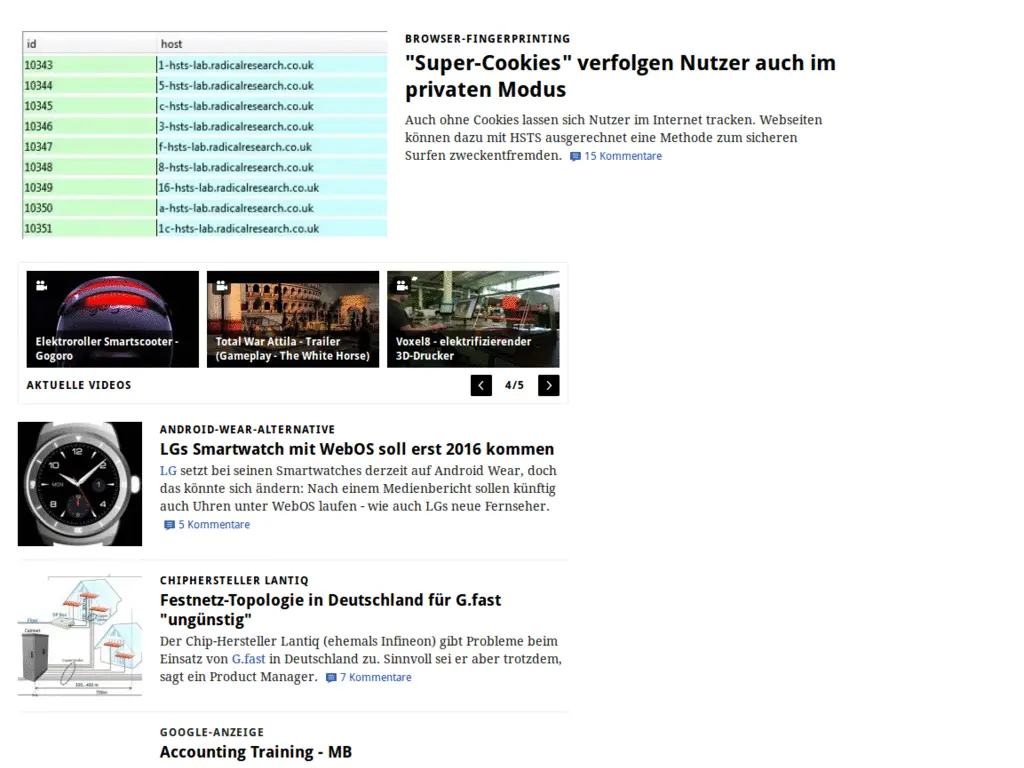 id host
10343 1-hsts-lab.radicalresearch.co.uk
10344 5-hsts-lab.radicalresearch.co.uk
10345 c-hsts-lab.radicalresearch.co.uk
10346 3-hsts-lab.radicalresearch.co.uk
10347 f-hsts-lab.radicalresearch.co.uk
10348 8-hsts-lab.radicalresearch.co.uk
10349 16-hsts-lab.radicalresearch.co.uk
10350 a-hsts-lab.radicalresearch.co.uk
10351 1c-hsts-lab.radicalresearch.co.uk
BROWSER-FINGERPRINTING
"Super-Cookies" verfolgen Nutzer auch im
privaten Modus
Auch ohne Cookies lassen sich Nutzer im Internet tracken. Webseiten
können dazu mit HSTS ausgerechnet eine Methode zum sicheren
Surfen zweckentfremden. 15 Kommentare
Elektroroller Smartscooter -
Gogoro
Total War Attila - Trailer
(Gameplay - The White Horse)
Voxel8 - elektrifizierender
3D-Drucker
AKTUELLE VIDEOS
4/5
ANDROID-WEAR-ALTERNATIVE
LGs Smartwatch mit WebOS soll erst 2016 kommen
LG setzt bei seinen Smartwatches derzeit auf Android Wear, doch
das könnte sich ändern: Nach einem Medienbericht sollen künftig
auch Uhren unter WebOS laufen - wie auch LGs neue Fernseher.
5 Kommentare
CHIPHERSTELLER LANTIQ
Festnetz-Topologie in Deutschland für G.fast
"ungünstig"
Der Chip-Hersteller Lantiq (ehemals Infineon) gibt Probleme beim
Einsatz von G.fast in Deutschland zu. Sinnvoll sei er aber trotzdem,
sagt ein Product Manager. 7 Kommentare
GOOGLE-ANZEIGE
Accounting Training - MB